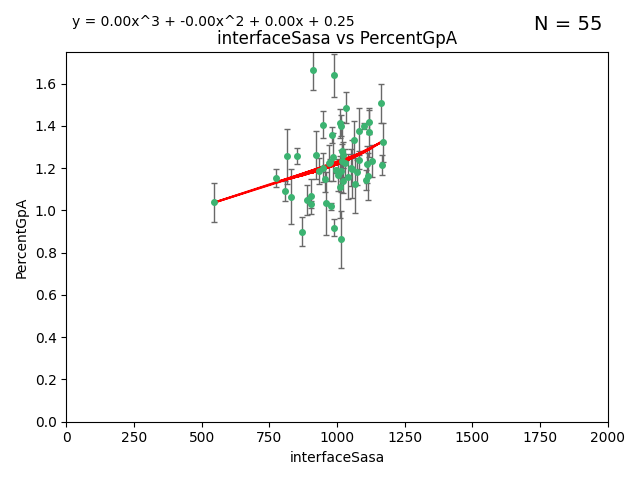 y = 0.00x^3 + -0.00x^2 + 0.00x + 0.25
N = 55
interfaceSasa vs PercentGpA
PercentGpA
1.6
1.4
1.2
1.0
0.8
0.6
0.4
0.2
0.0
0 250 500 750 1000 1250 1500 1750 2000
interfaceSasa